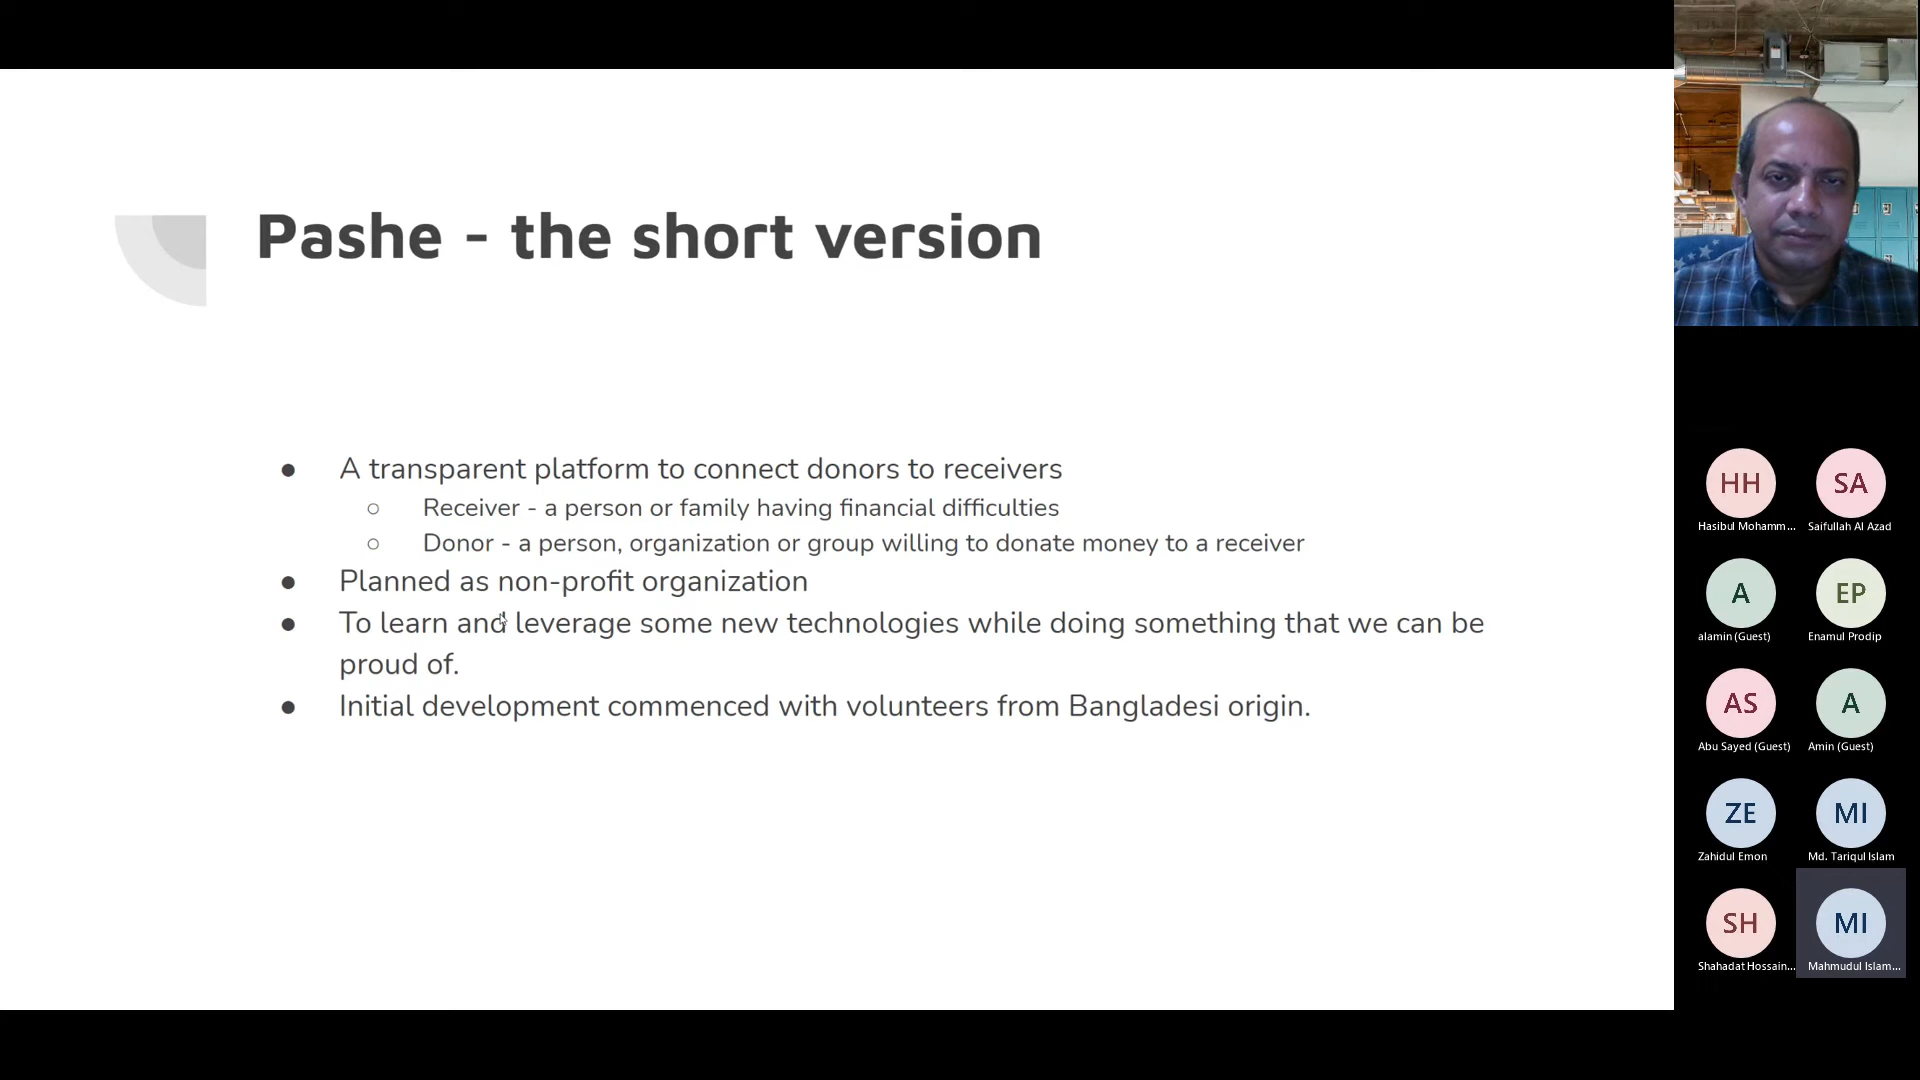 Pashe - the short version
● A transparent platform to connect donors to receivers
○ Receiver - a person or family having financial difficulties
○ Donor - a person, organization or group willing to donate money to a receiver
● Planned as non-profit organization
● To learn and leverage some new technologies while doing something that we can be
proud of.
● Initial development commenced with volunteers from Bangladesi origin.
HH SA
Hasibul Mohamm... Saifullah Al Azad
A EP
alamin (Guest) Enamul Prodip
AS A
Abu Sayed (Guest) Amin (Guest)
ZE MI
Zahidul Emon Md. Tariqul Islam
SH MI
Shahadat Hossain... Mahmudul Islam...